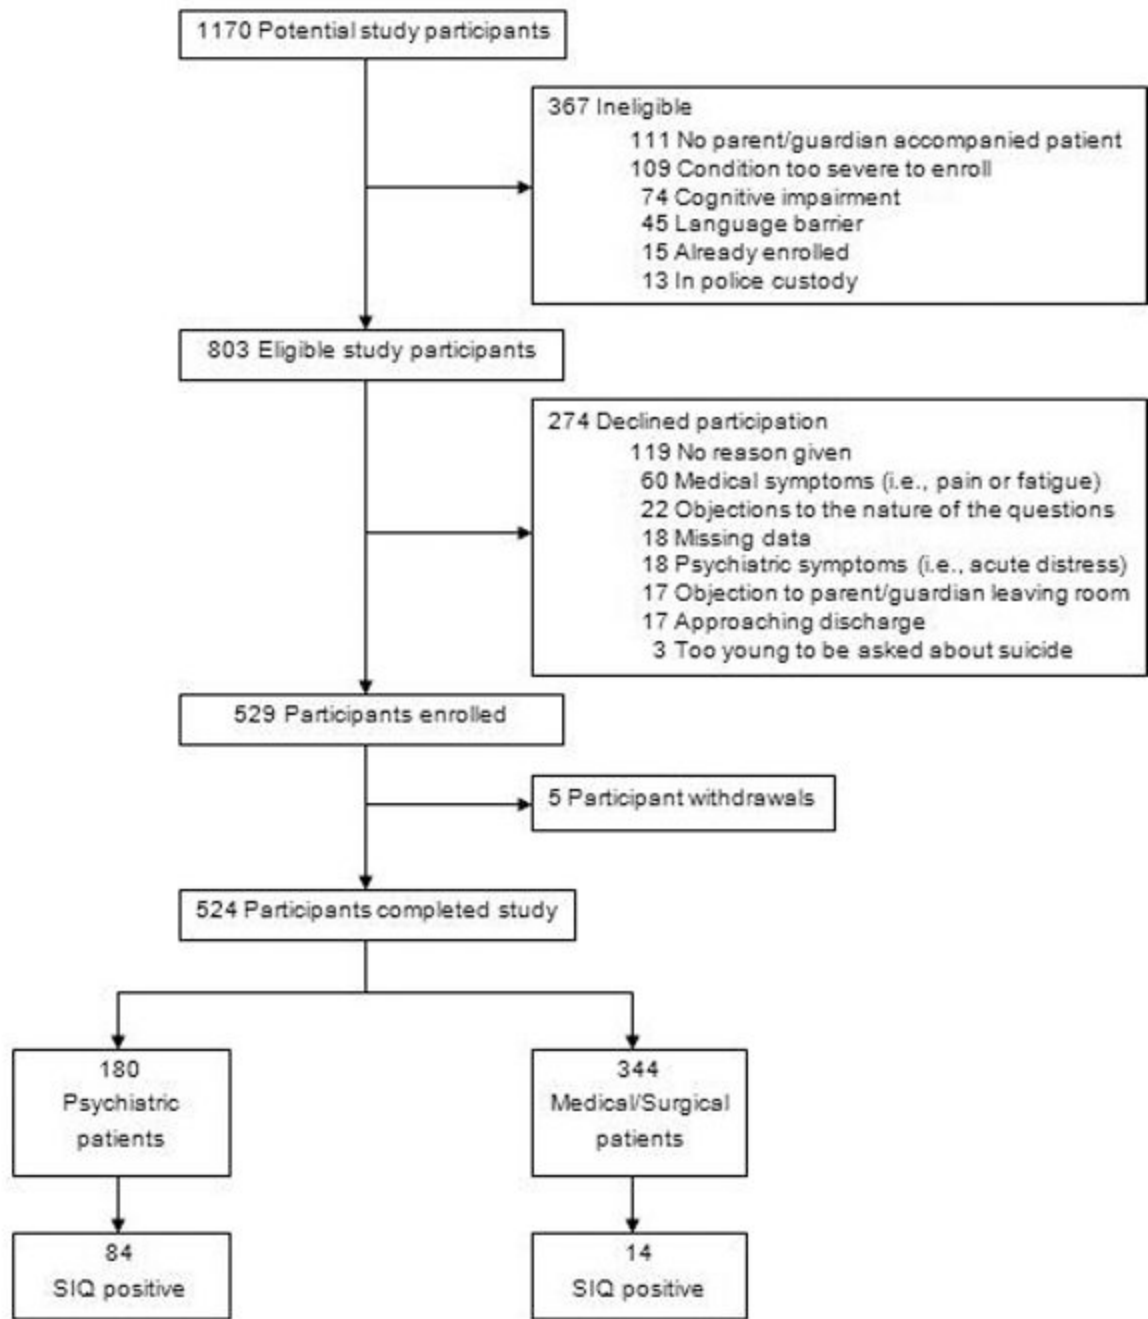 1170 Potential study participants
367 Ineligible
111 No parent/guardian accompanied patient
109 Condition too severe to enroll
74 Cognitive impairment
45 Language barrier
15 Already enrolled
13 In police custody
803 Eligible study participants
274 Declined participation
119 No reason given
60 Medical symptoms (i.e., pain or fatigue)
22 Objections to the nature of the questions
18 Missing data
18 Psychiatric symptoms (i.e., acute distress)
17 Objection to parent/guardian leaving room
17 Approaching discharge
3 Too young to be asked about suicide
529 Participants enrolled
5 Participant withdrawals
524 Participants completed study
180
Psychiatric
patients
344
Medical/Surgical
patients
84
SIQ positive
14
SIQ positive